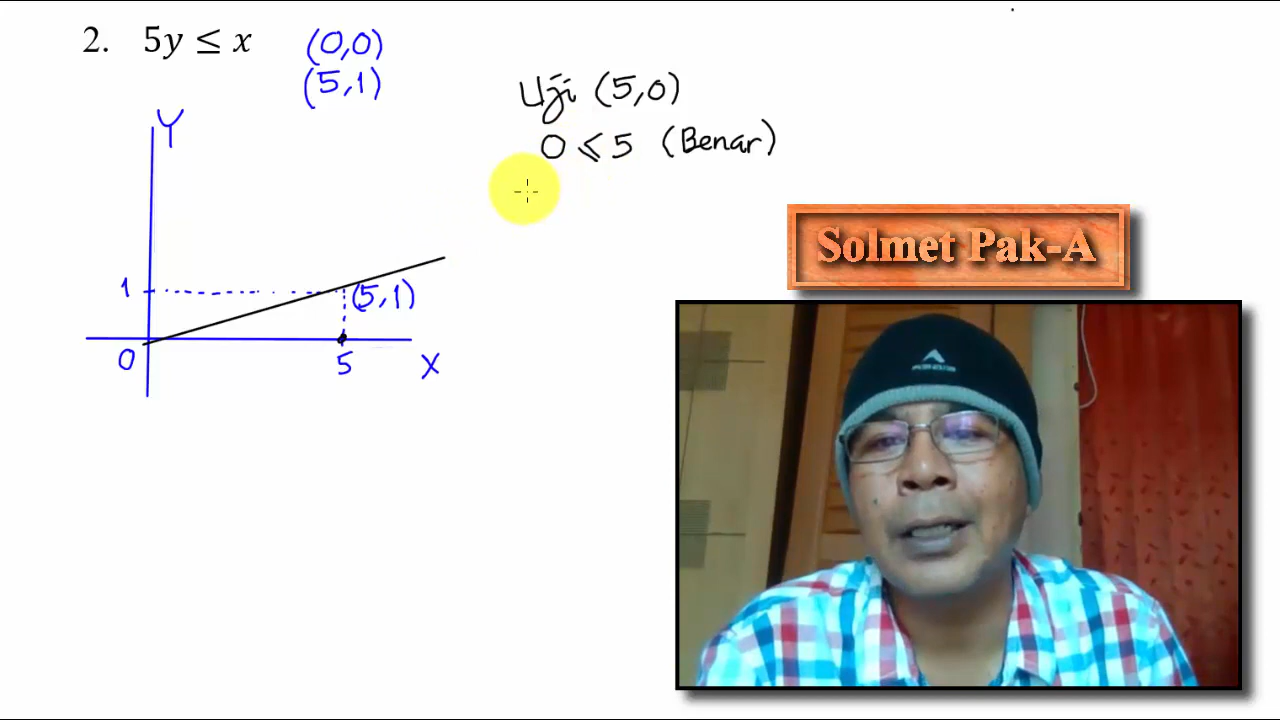 2. 5y ≤ x
(0,0)
(5,1)
Uji (5,0)
0 ≤ 5 (Benar)
Y
1
(5,1)
0
5
X
Solmet Pak-A